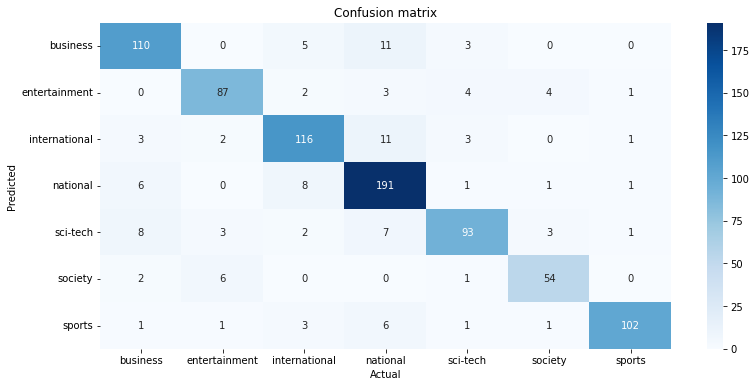 Confusion matrix
business 110 0 5 11 3 0 0
entertainment 0 87 2 3 4 4 1
international 3 2 116 11 3 0 1
national 6 0 8 191 1 1 1
sci-tech 8 3 2 7 93 3 1
society 2 6 0 0 1 54 0
sports 1 1 3 6 1 1 102
business entertainment international national sci-tech society sports
Actual
Predicted
175
150
125
100
75
50
25
0